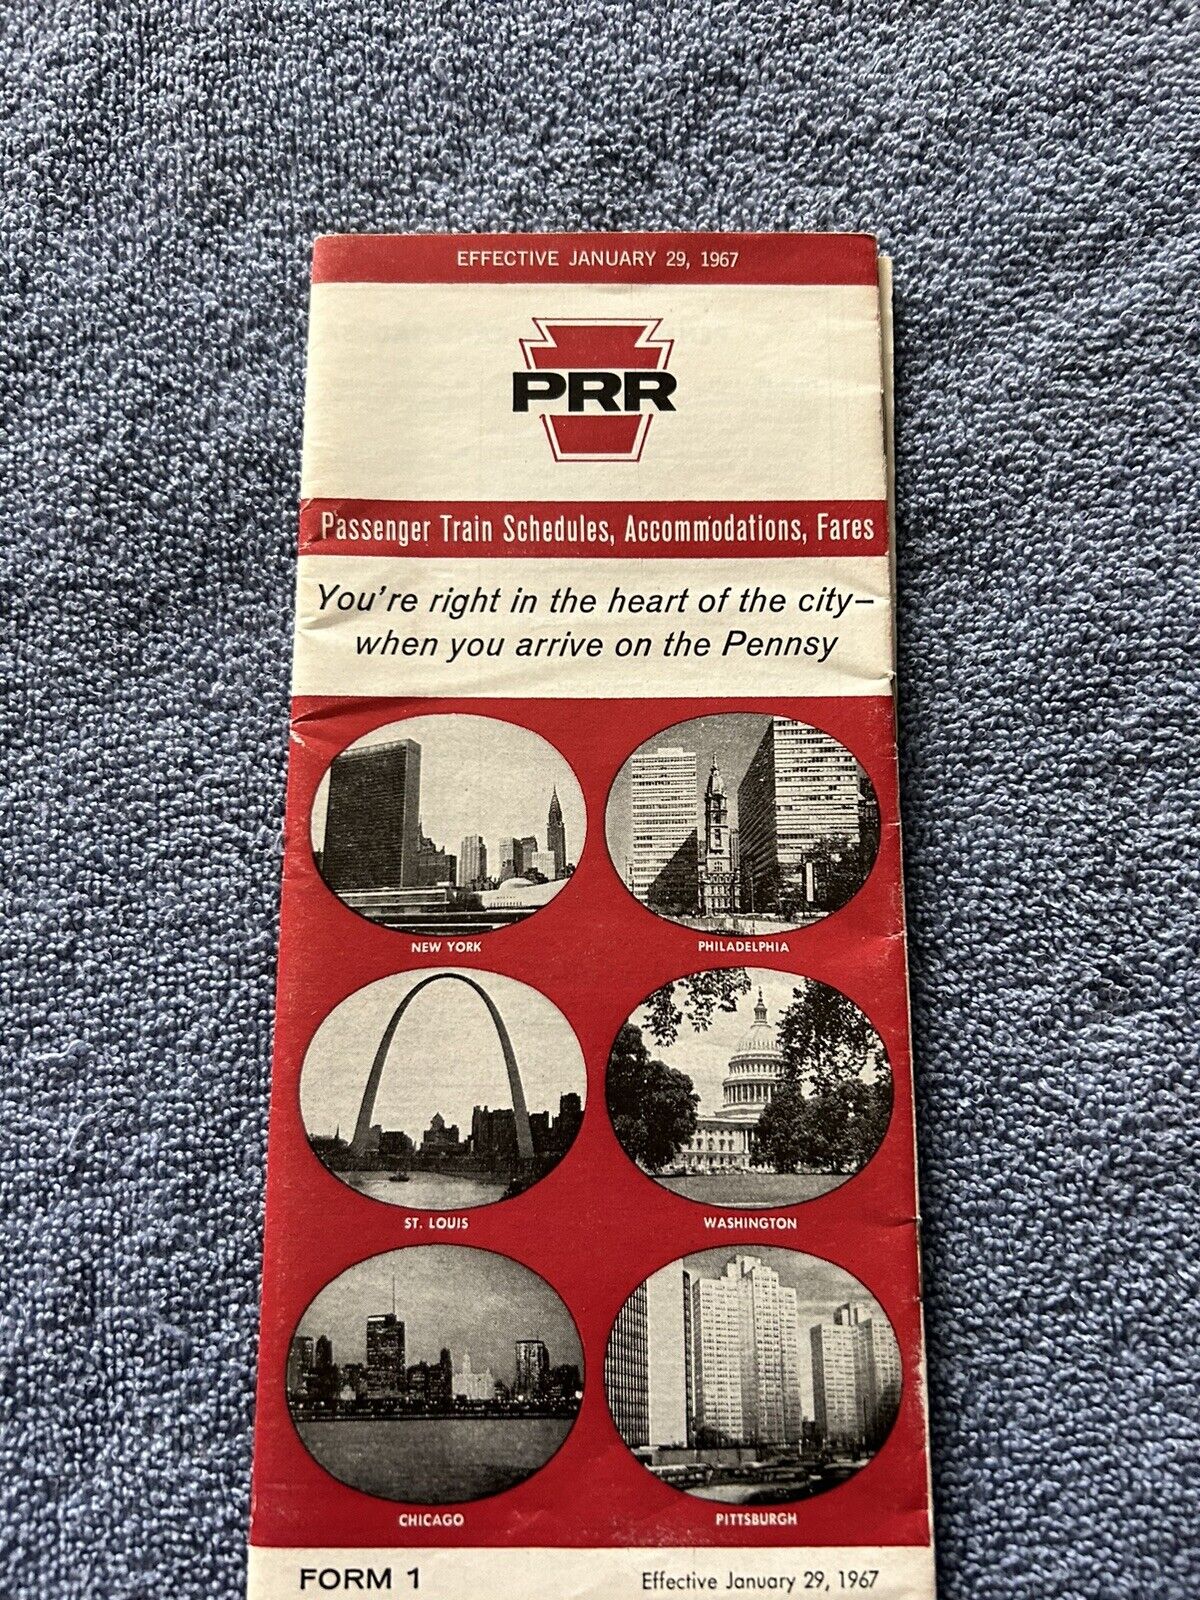 EFFECTIVE JANUARY 29, 1967
PRR
Passenger Train Schedules, Accommodations, Fares
You're right in the heart of the city—
when you arrive on the Pennsy
NEW YORK
PHILADELPHIA
ST. LOUIS
WASHINGTON
CHICAGO
PITTSBURGH
FORM 1
Effective January 29, 1967